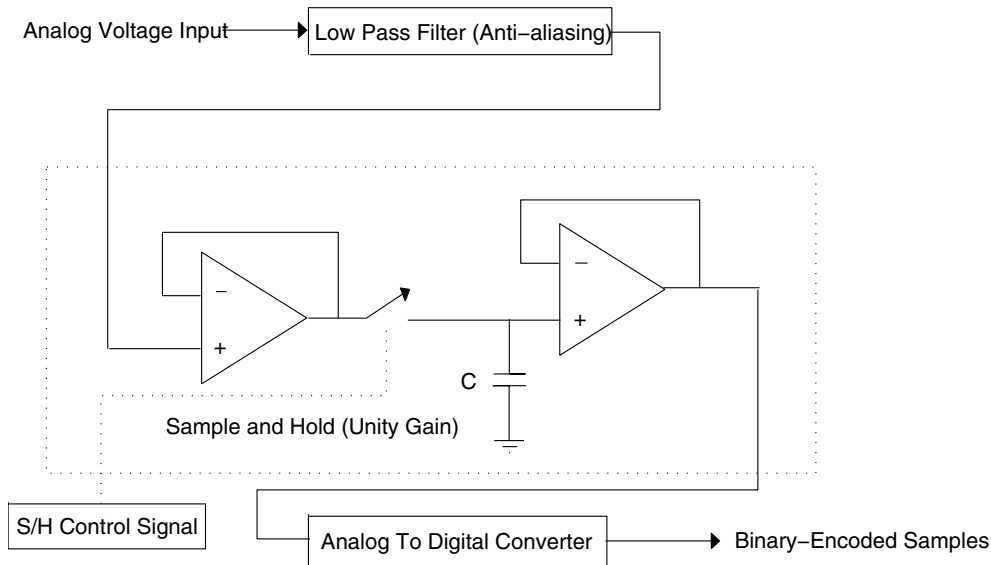 Analog Voltage Input
Low Pass Filter (Anti−aliasing)
−
+
−
+
C
Sample and Hold (Unity Gain)
S/H Control Signal
Analog To Digital Converter
Binary−Encoded Samples